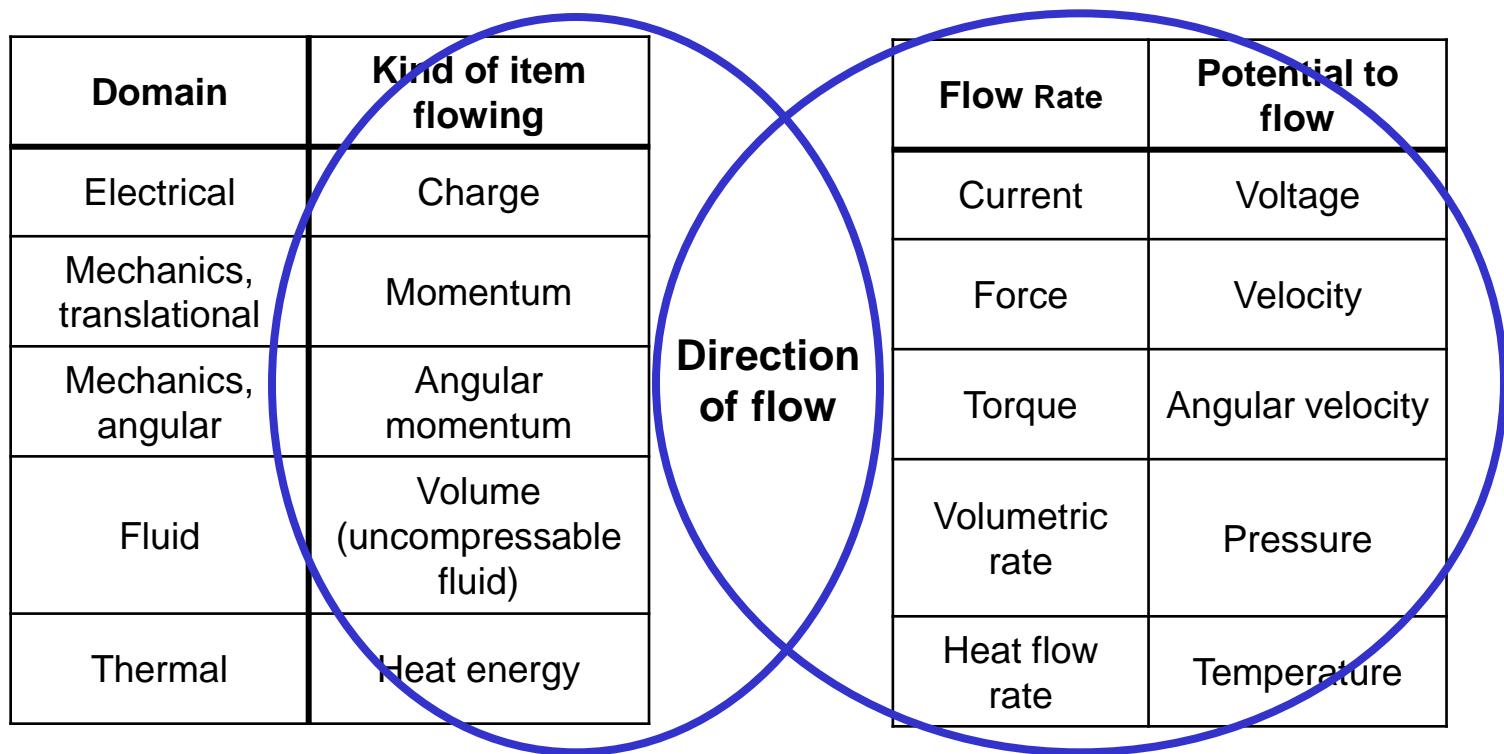 Domain
Kind of item
flowing
Electrical
Charge
Mechanics,
translational
Momentum
Mechanics,
angular
Angular
momentum
Fluid
Volume
(uncompressable
fluid)
Thermal
Heat energy
Direction
of flow
Flow Rate
Potential to
flow
Current
Voltage
Force
Velocity
Torque
Angular velocity
Volumetric
rate
Pressure
Heat flow
rate
Temperature